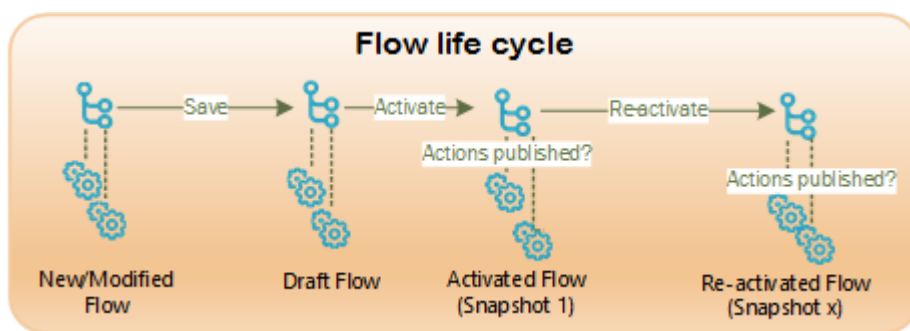 Flow life cycle
Save
Activate
Re-activate
Actions published?
Actions published?
New/Modified
Flow
Draft Flow
Activated Flow
(Snapshot 1)
Re-activated Flow
(Snapshot x)